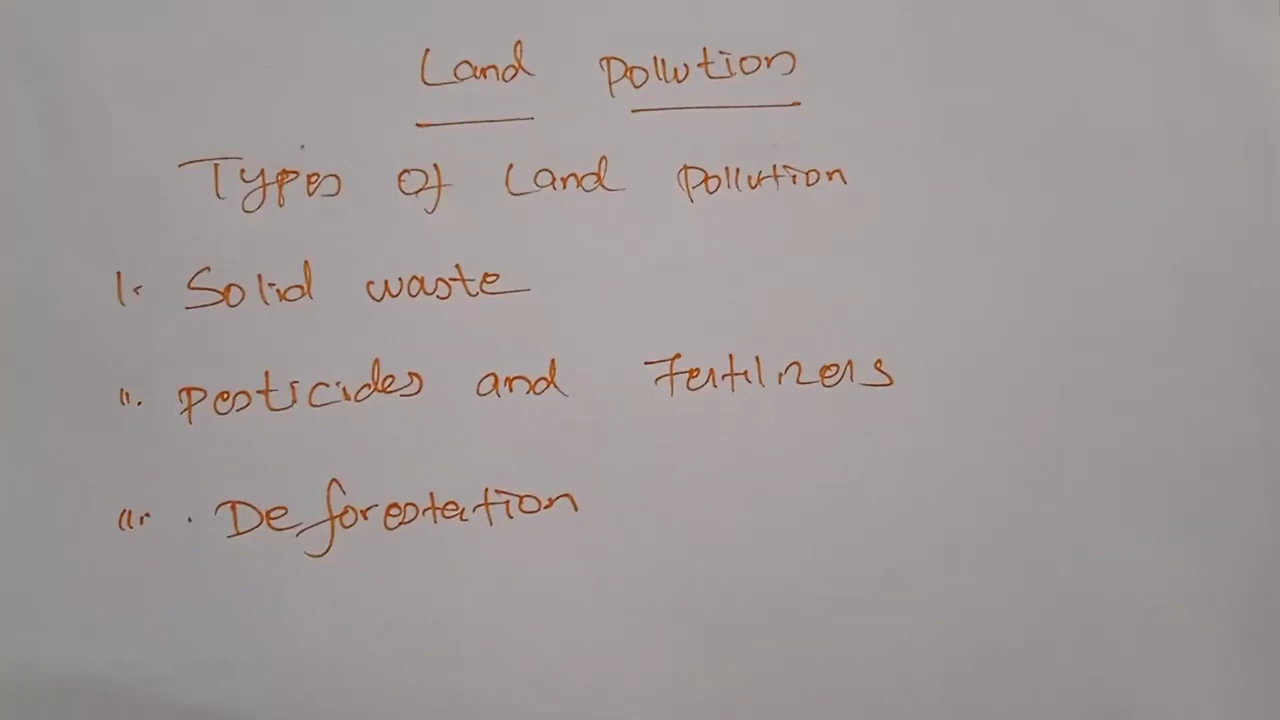 Land Pollution
Types of Land Pollution
i. Solid waste
ii. Pesticides and Fertilizers
iii. Deforestation